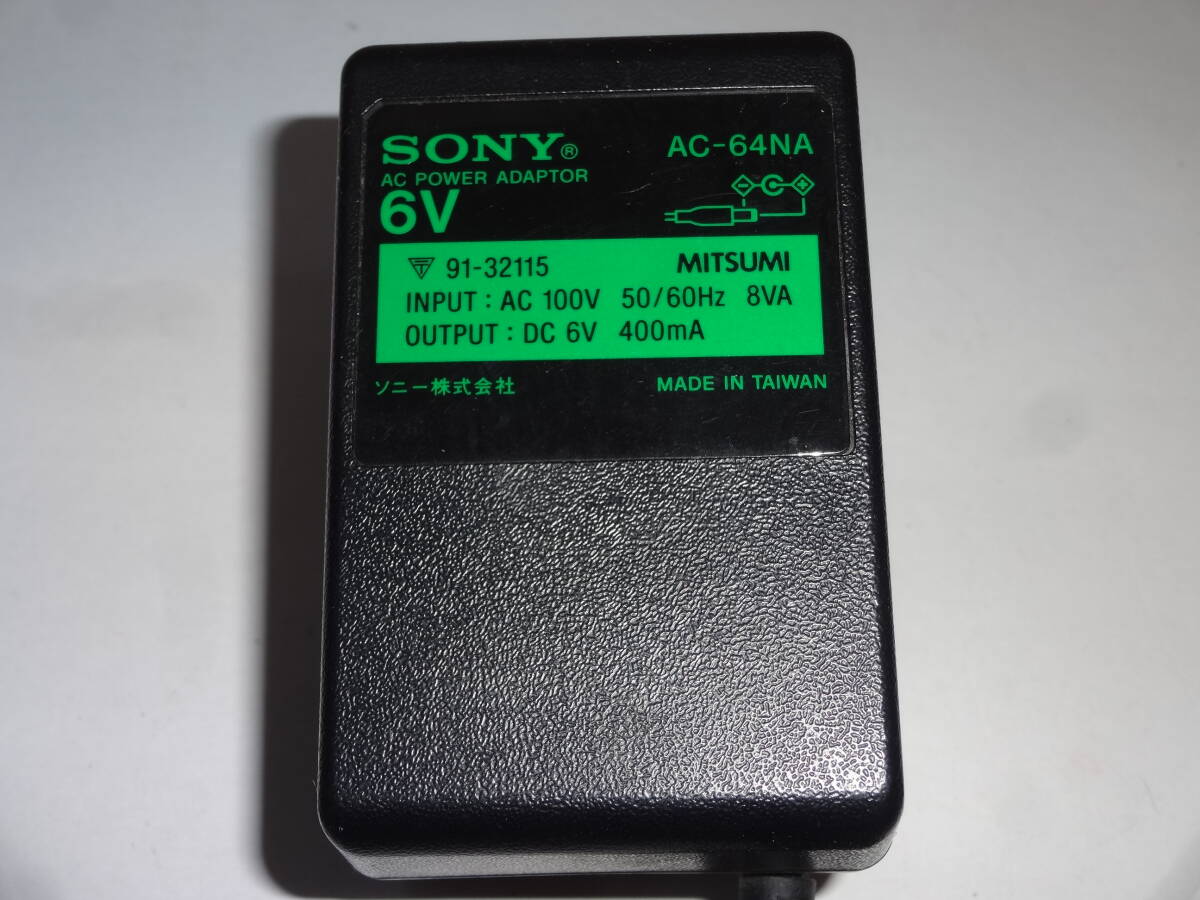 SONY® AC-64NA
AC POWER ADAPTOR
6V
91-32115 MITSUMI
INPUT : AC 100V 50/60Hz 8VA
OUTPUT : DC 6V 400mA
ソニー株式会社 MADE IN TAIWAN